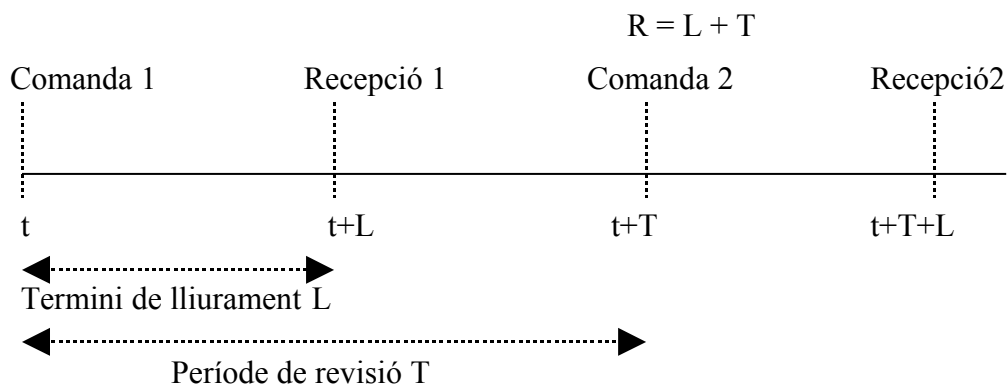 R = L + T
Comanda 1 Recepció 1 Comanda 2 Recepció2
t t+L t+T t+T+L
Termini de lliurament L
Període de revisió T